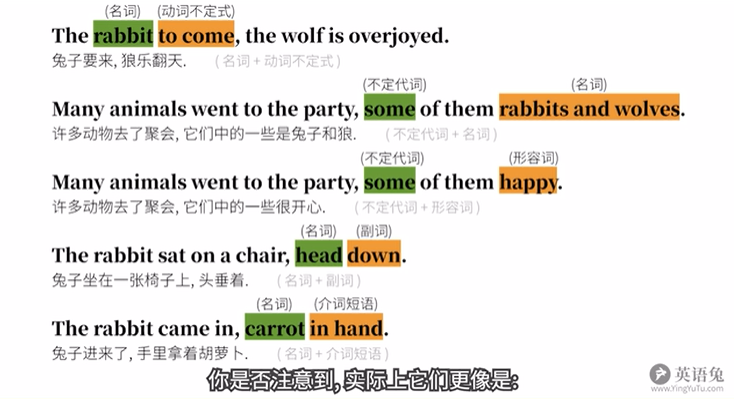 (名词) (动词不定式)
The rabbit to come, the wolf is overjoyed.
兔子要来, 狼乐翻天. ( 名词 + 动词不定式 )
(不定代词) (名词)
Many animals went to the party, some of them rabbits and wolves.
许多动物去了聚会, 它们中的一些是兔子和狼. ( 不定代词 + 名词 )
(不定代词) (形容词)
Many animals went to the party, some of them happy.
许多动物去了聚会, 它们中的一些很开心. ( 不定代词 + 形容词 )
(名词) (副词)
The rabbit sat on a chair, head down.
兔子坐在一张椅子上, 头垂着. ( 名词 + 副词 )
(名词) (介词短语)
The rabbit came in, carrot in hand.
兔子进来了, 手里拿着胡萝卜. ( 名词 + 介词短语 )
你是否注意到, 实际上它们更像是:
英语兔
www.YingYuTu.com